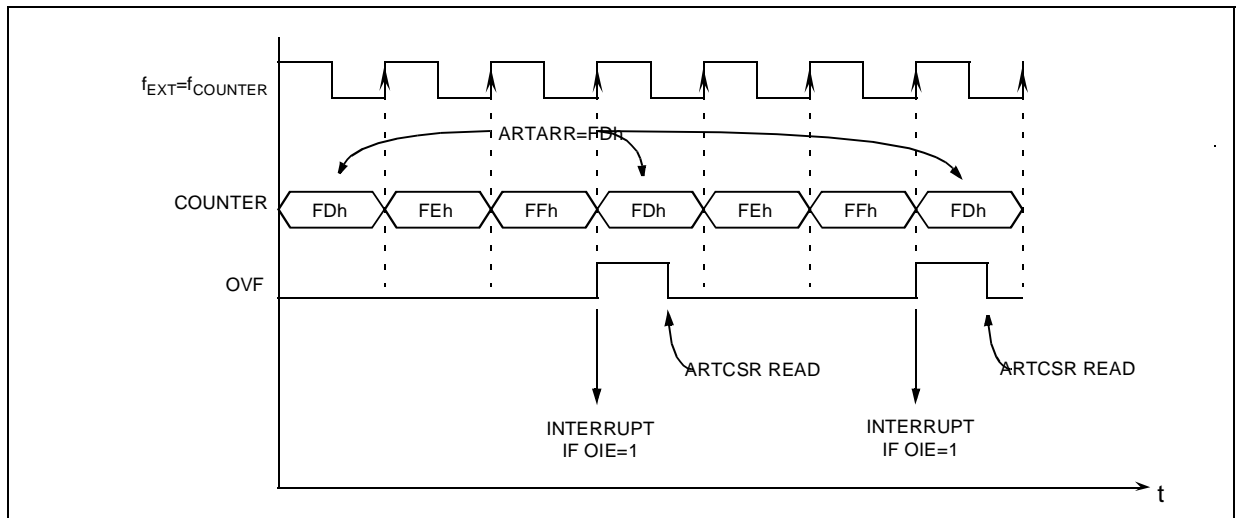 fEXT=fCOUNTER
ARTARR=FDh
COUNTER
FDh
FEh
FFh
FDh
FEh
FFh
FDh
OVF
ARTCSR READ
ARTCSR READ
INTERRUPT
IF OIE=1
INTERRUPT
IF OIE=1
t